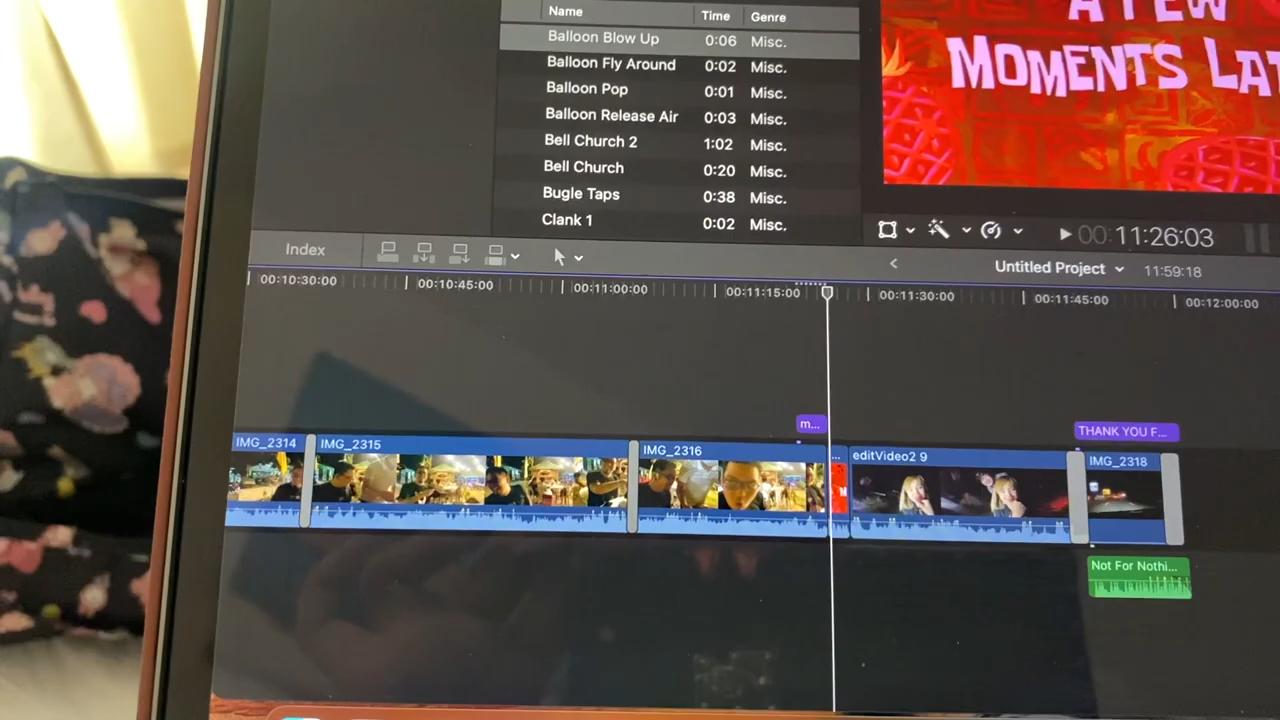 Name Time Genre
Balloon Blow Up 0:06 Misc.
Balloon Fly Around 0:02 Misc.
Balloon Pop 0:01 Misc.
Balloon Release Air 0:03 Misc.
Bell Church 2 1:02 Misc.
Bell Church 0:20 Misc.
Bugle Taps 0:38 Misc.
Clank 1 0:02 Misc.
A FEW
MOMENTS
00:11:26:03
Index
Untitled Project 11:59:18
00:10:30:00 00:10:45:00 00:11:00:00 00:11:15:00 00:11:30:00 00:11:45:00 00:12:00:00
m... THANK YOU F...
IMG_2314 IMG_2315 IMG_2316 ... editVideo2 9 IMG_2318
Not For Nothi...